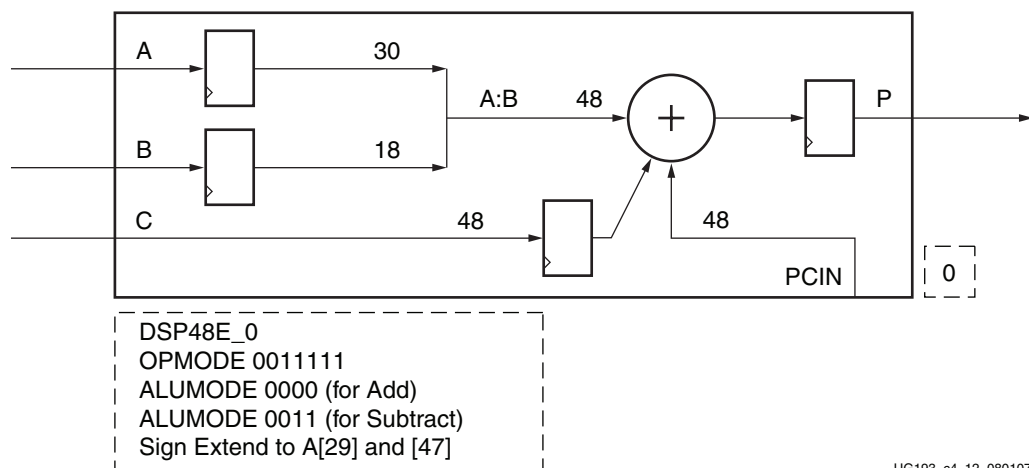 A
30
A:B
48
+
P
B
18
C
48
48
PCIN
0
DSP48E_0
OPMODE 0011111
ALUMODE 0000 (for Add)
ALUMODE 0011 (for Subtract)
Sign Extend to A[29] and [47]
UG193_c4_12_080107